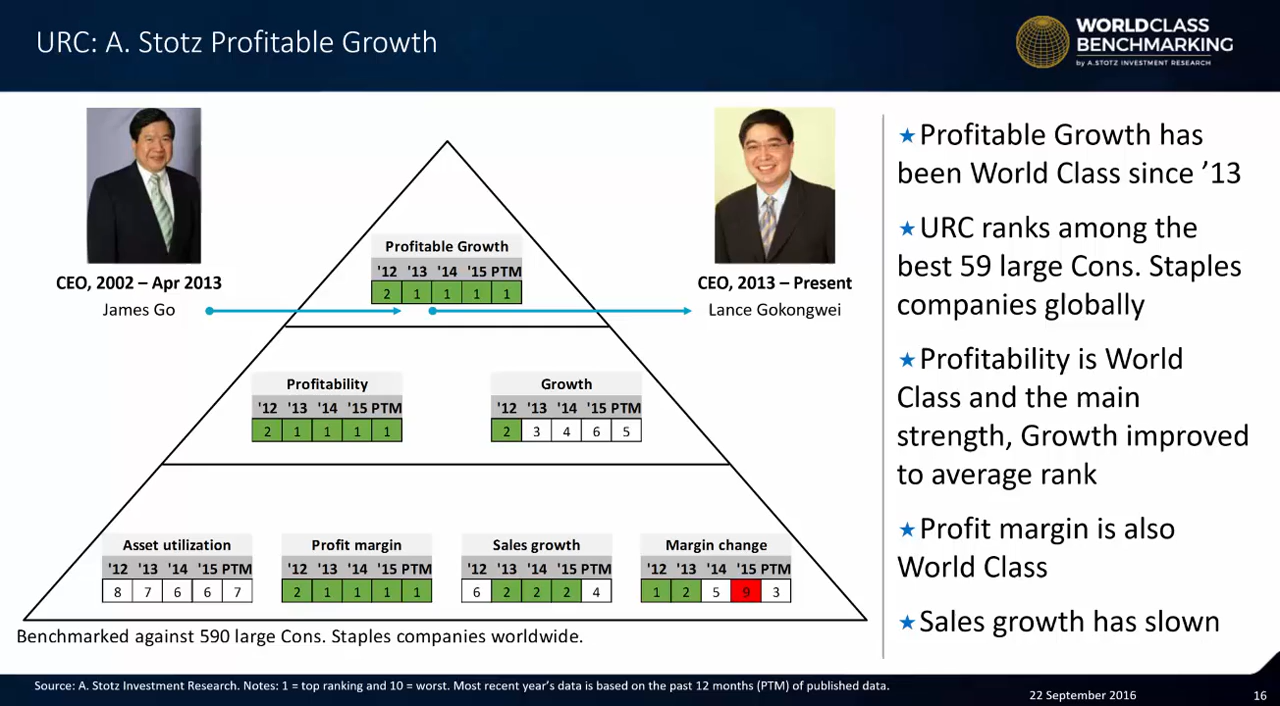 URC: A. Stotz Profitable Growth
WORLDCLASS
BENCHMARKING
by A.STOTZ INVESTMENT RESEARCH
CEO, 2002 – Apr 2013
James Go
CEO, 2013 – Present
Lance Gokongwei
Profitable Growth
'12 '13 '14 '15 PTM
2 1 1 1 1
Profitability
'12 '13 '14 '15 PTM
2 1 1 1 1
Growth
'12 '13 '14 '15 PTM
2 3 4 6 5
Asset utilization
'12 '13 '14 '15 PTM
8 7 6 6 7
Profit margin
'12 '13 '14 '15 PTM
2 1 1 1 1
Sales growth
'12 '13 '14 '15 PTM
6 2 2 2 4
Margin change
'12 '13 '14 '15 PTM
1 2 5 9 3
Benchmarked against 590 large Cons. Staples companies worldwide.
★Profitable Growth has
been World Class since ’13
★URC ranks among the
best 59 large Cons. Staples
companies globally
★Profitability is World
Class and the main
strength, Growth improved
to average rank
★Profit margin is also
World Class
★Sales growth has slown
Source: A. Stotz Investment Research. Notes: 1 = top ranking and 10 = worst. Most recent year’s data is based on the past 12 months (PTM) of published data.
22 September 2016
16